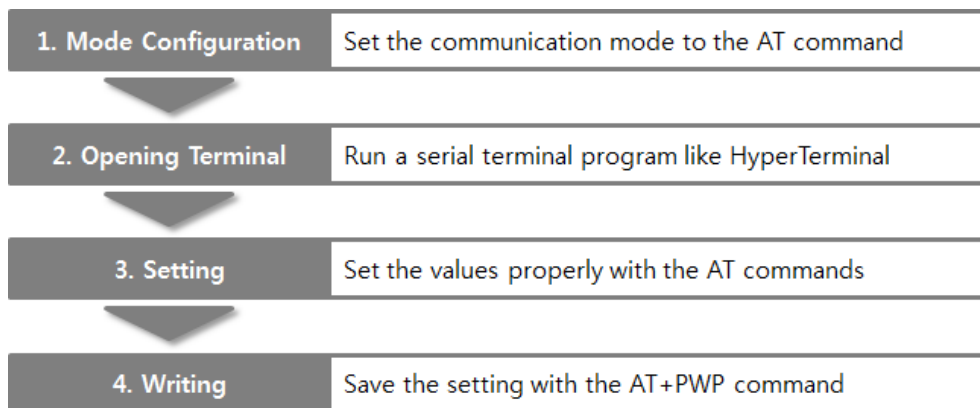 1. Mode Configuration
Set the communication mode to the AT command
2. Opening Terminal
Run a serial terminal program like HyperTerminal
3. Setting
Set the values properly with the AT commands
4. Writing
Save the setting with the AT+PWP command